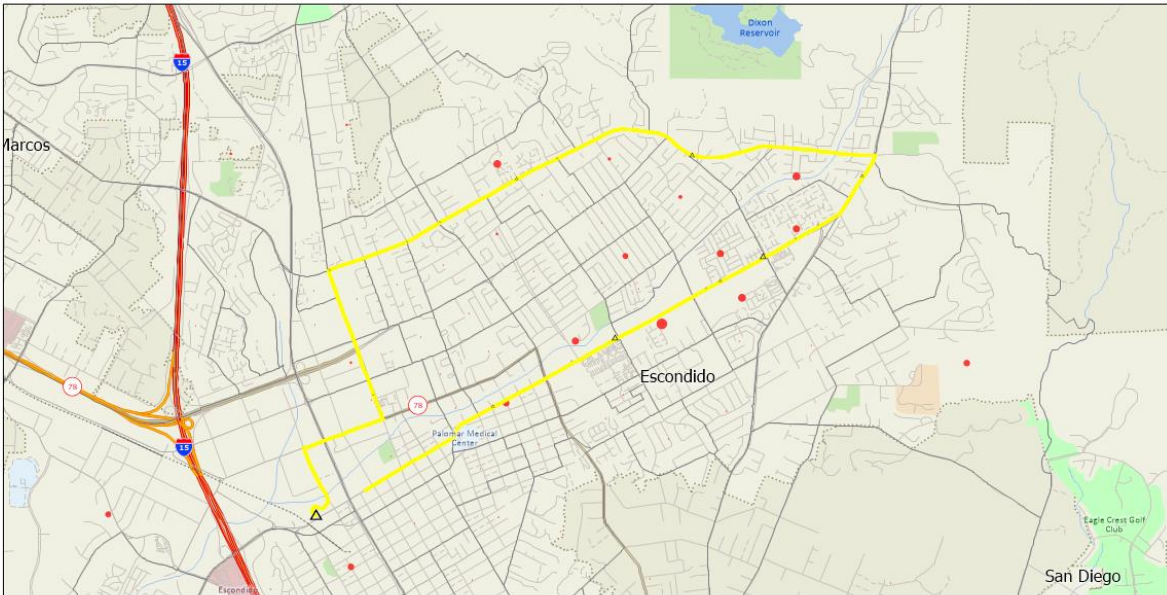 Dixon
Reservoir
15
Marcos
Escondido
78
78
Palomar Medical
Center
15
Eagle Crest Golf
Club
San Diego
Escondido